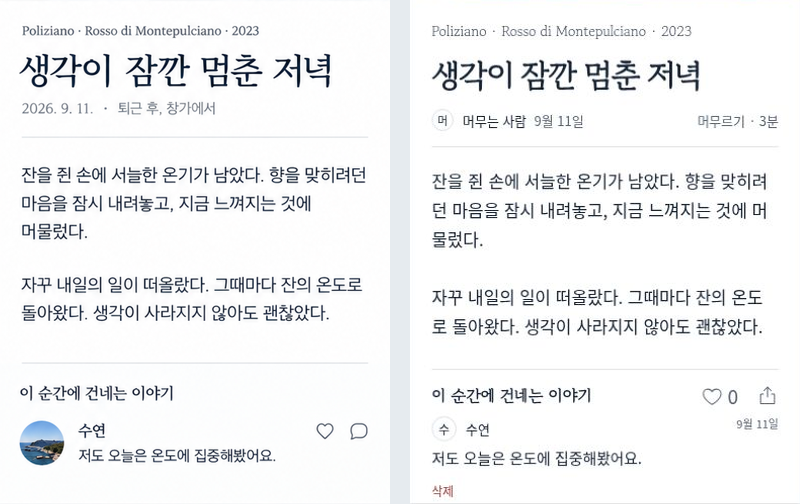 Poliziano · Rosso di Montepulciano · 2023
생각이 잠깐 멈춘 저녁
2026. 9. 11. · 퇴근 후, 창가에서
잔을 쥔 손에 서늘한 온기가 남았다. 향을 맞히려던
마음을 잠시 내려놓고, 지금 느껴지는 것에
머물렀다.
자꾸 내일의 일이 떠올랐다. 그때마다 잔의 온도로
돌아왔다. 생각이 사라지지 않아도 괜찮았다.
이 순간에 건네는 이야기
수연
저도 오늘은 온도에 집중해봤어요.
Poliziano · Rosso di Montepulciano · 2023
생각이 잠깐 멈춘 저녁
머 머무는 사람 9월 11일 머무르기 · 3분
잔을 쥔 손에 서늘한 온기가 남았다. 향을 맞히려
던 마음을 잠시 내려놓고, 지금 느껴지는 것에 머
물렀다.
자꾸 내일의 일이 떠올랐다. 그때마다 잔의 온도
로 돌아왔다. 생각이 사라지지 않아도 괜찮았다.
이 순간에 건네는 이야기 0
수 수연 9월 11일
저도 오늘은 온도에 집중해봤어요.
삭제